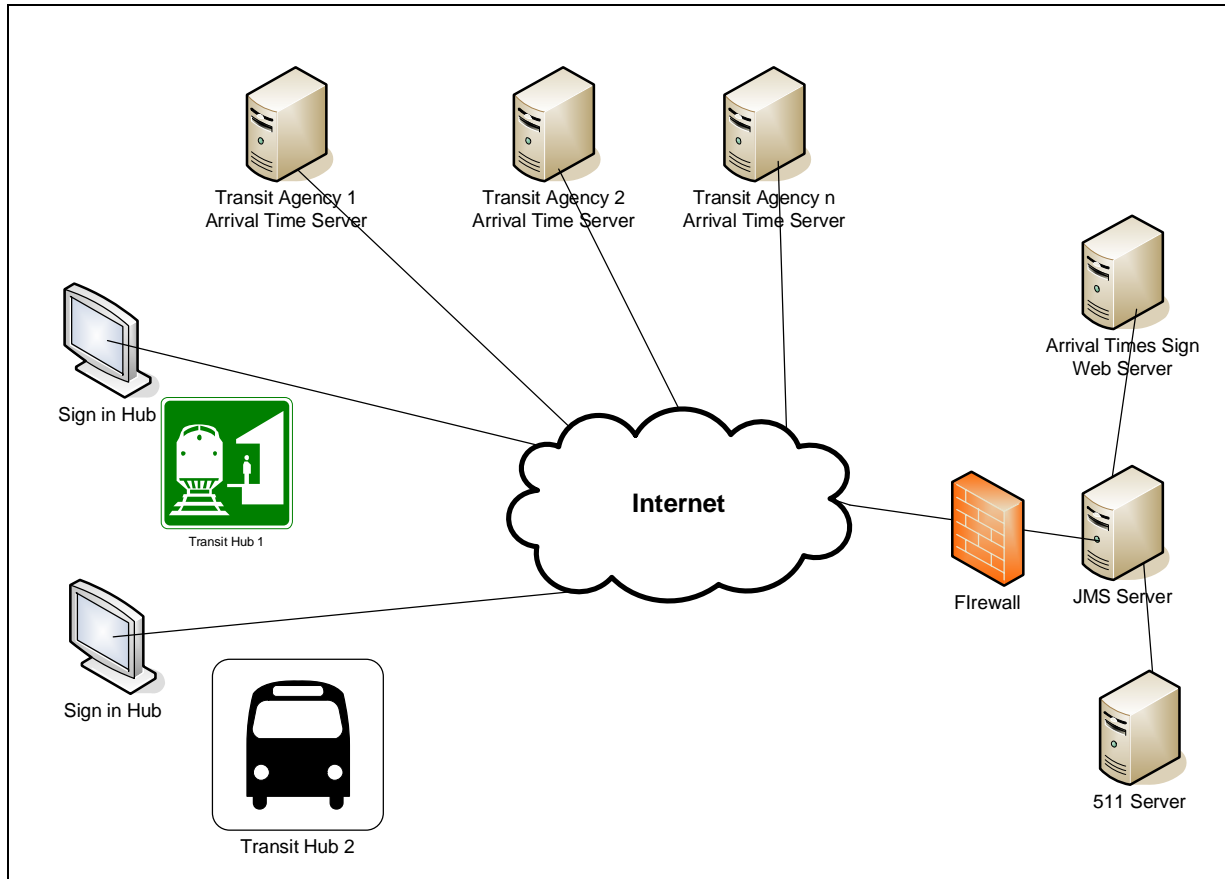 Transit Agency 1
Arrival Time Server
Transit Agency 2
Arrival Time Server
Transit Agency n
Arrival Time Server
Arrival Times Sign
Web Server
Sign in Hub
Transit Hub 1
Internet
FIrewall
JMS Server
Sign in Hub
Transit Hub 2
511 Server